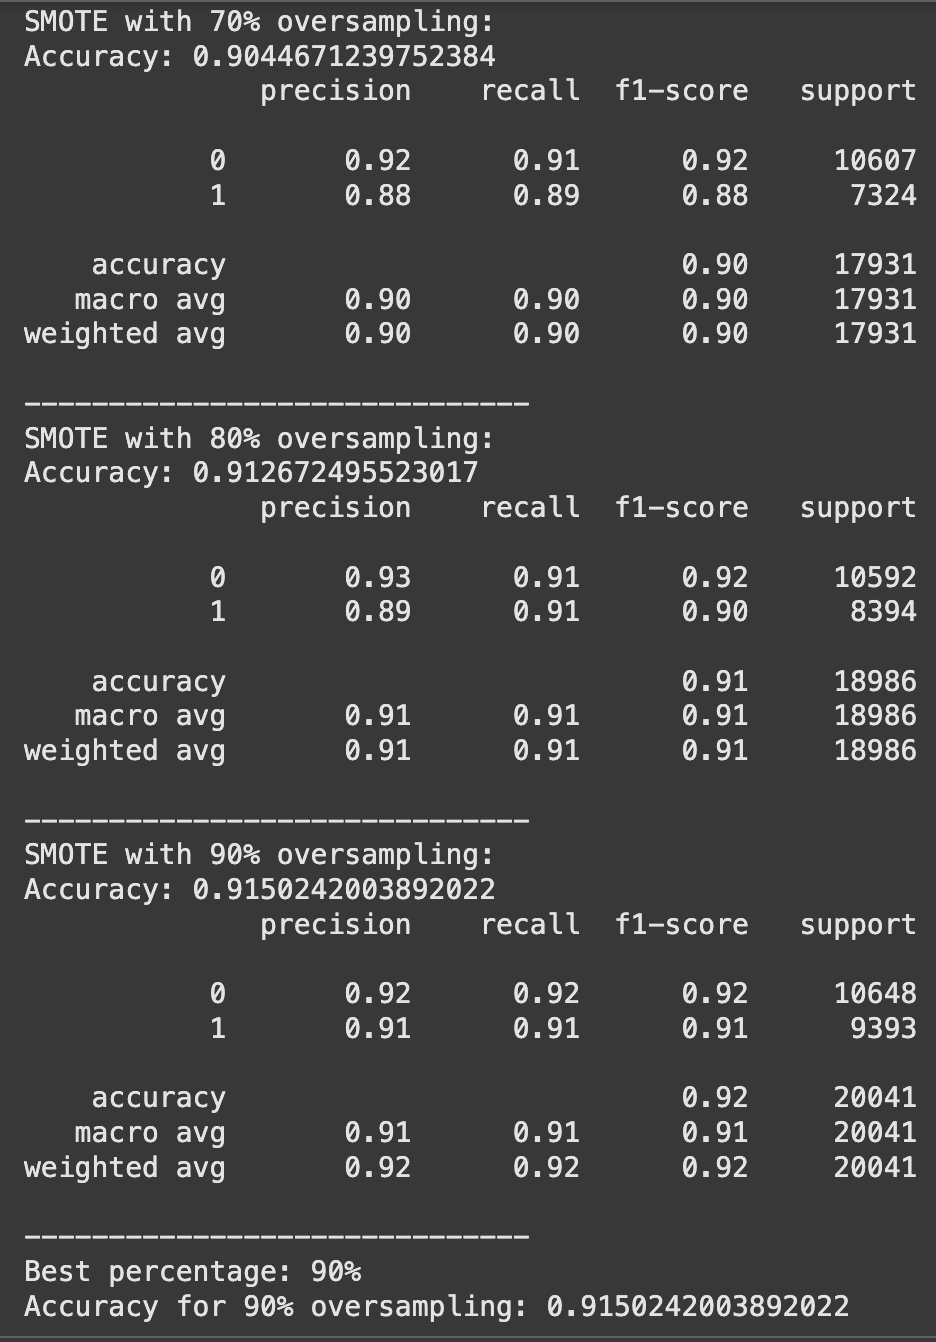 SMOTE with 70% oversampling:
Accuracy: 0.9044671239752384
precision recall f1-score support
0 0.92 0.91 0.92 10607
1 0.88 0.89 0.88 7324
accuracy 0.90 17931
macro avg 0.90 0.90 0.90 17931
weighted avg 0.90 0.90 0.90 17931
------------------------------
SMOTE with 80% oversampling:
Accuracy: 0.912672495523017
precision recall f1-score support
0 0.93 0.91 0.92 10592
1 0.89 0.91 0.90 8394
accuracy 0.91 18986
macro avg 0.91 0.91 0.91 18986
weighted avg 0.91 0.91 0.91 18986
------------------------------
SMOTE with 90% oversampling:
Accuracy: 0.9150242003892022
precision recall f1-score support
0 0.92 0.92 0.92 10648
1 0.91 0.91 0.91 9393
accuracy 0.92 20041
macro avg 0.91 0.91 0.91 20041
weighted avg 0.92 0.92 0.92 20041
------------------------------
Best percentage: 90%
Accuracy for 90% oversampling: 0.9150242003892022